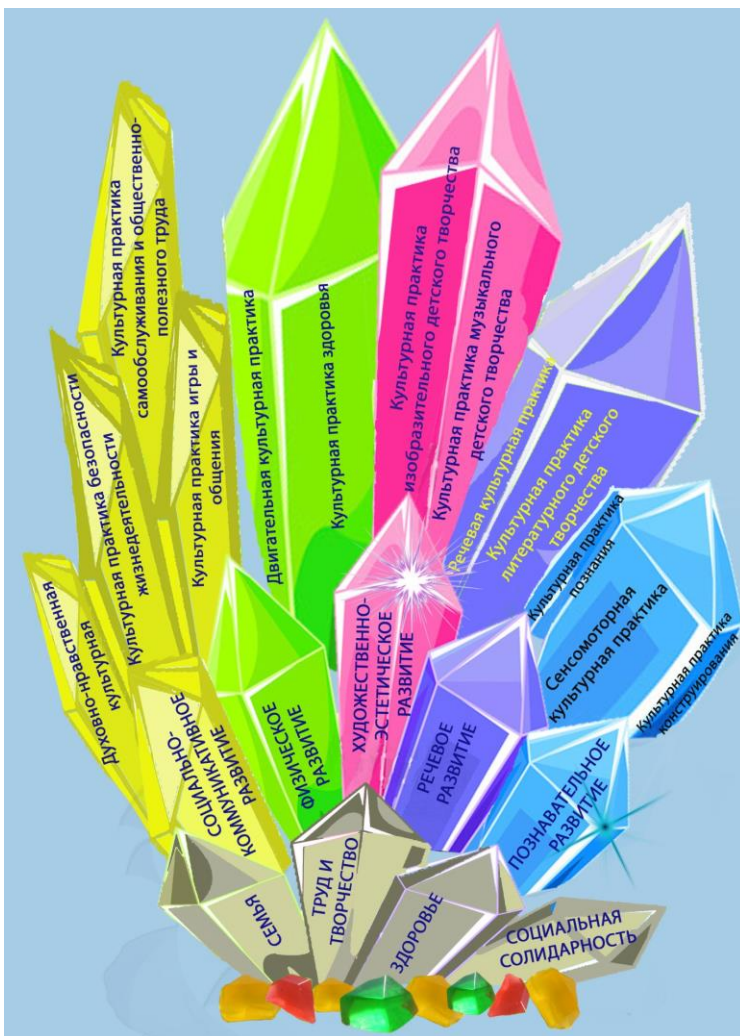 Культурная практика
самообслуживания и общественно-
полезного труда
Культурная практика безопасности
жизнедеятельности
Культурная практика игры и
общения
Духовно-нравственная
культурная
Двигательная культурная практика
Культурная практика здоровья
Культурная практика
изобразительного детского творчества
Культурная практика музыкального
детского творчества
Речевая культурная практика
Культурная практика
литературного детского
творчества
Культурная практика
познания
Сенсомоторная
культурная практика
Культурная практика
конструирования
СОЦИАЛЬНО-
КОММУНИКАТИВНОЕ
РАЗВИТИЕ
ФИЗИЧЕСКОЕ
РАЗВИТИЕ
ХУДОЖЕСТВЕННО-
ЭСТЕТИЧЕСКОЕ
РАЗВИТИЕ
РЕЧЕВОЕ
РАЗВИТИЕ
ПОЗНАВАТЕЛЬНОЕ
РАЗВИТИЕ
СЕМЬЯ
ТРУД И
ТВОРЧЕСТВО
ЗДОРОВЬЕ
СОЦИАЛЬНАЯ
СОЛИДАРНОСТЬ